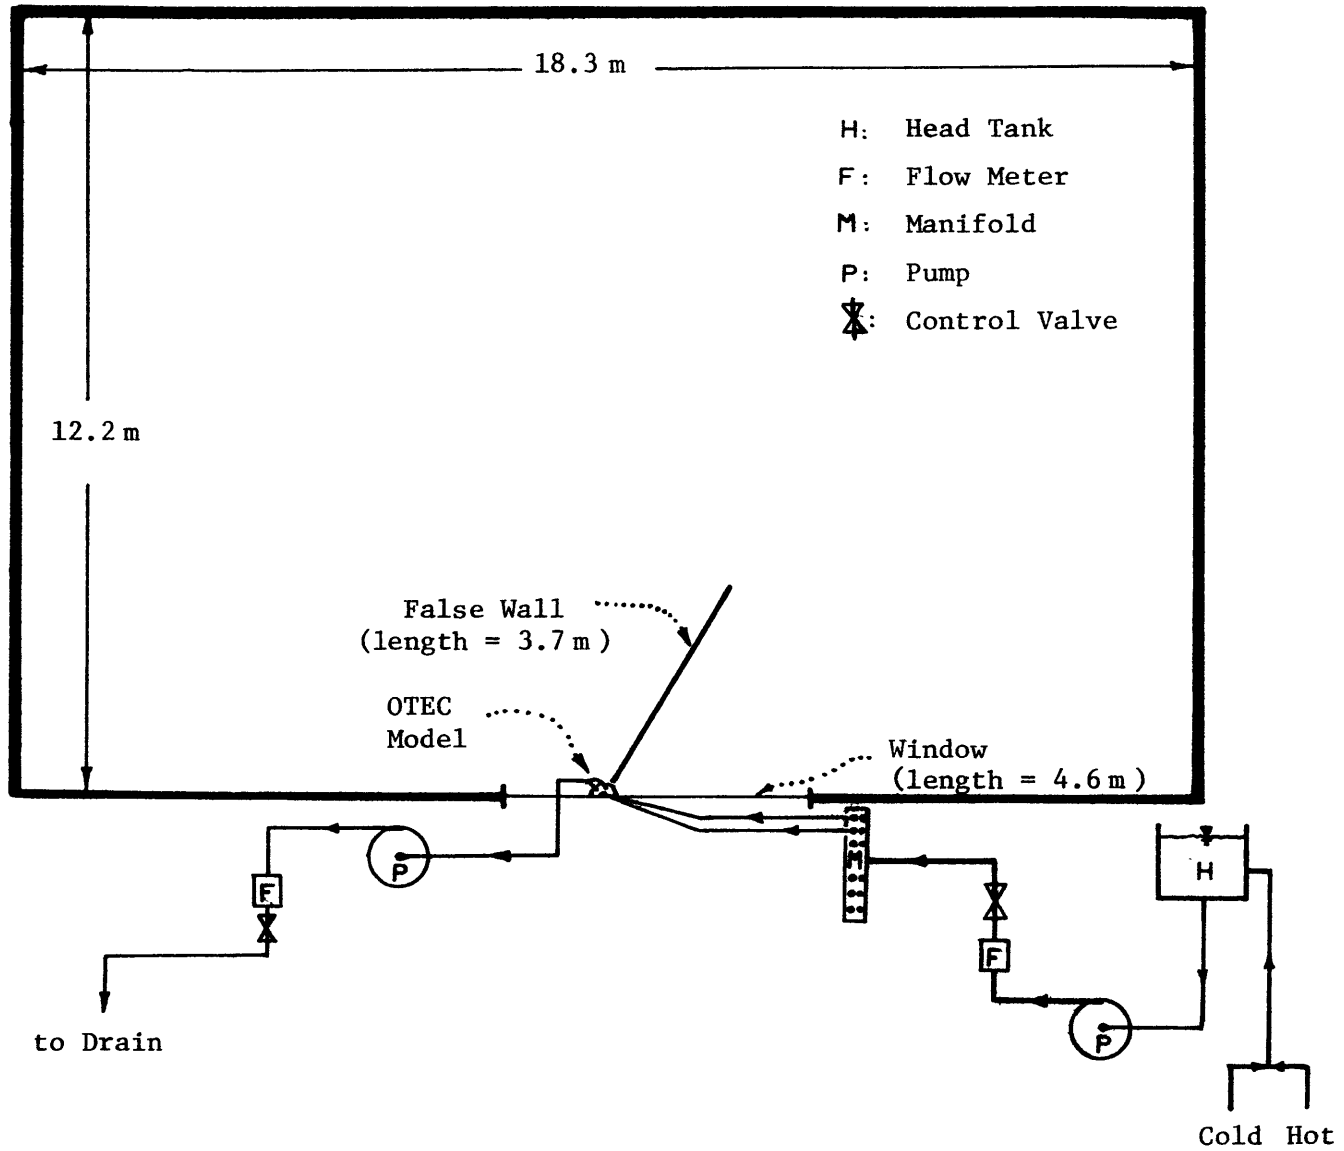 18.3 m
H: Head Tank
F: Flow Meter
M: Manifold
P: Pump
: Control Valve
12.2 m
False Wall
(length = 3.7 m )
OTEC
Model
Window
(length = 4.6 m )
P
M
H
F
F
P
to Drain
Cold Hot